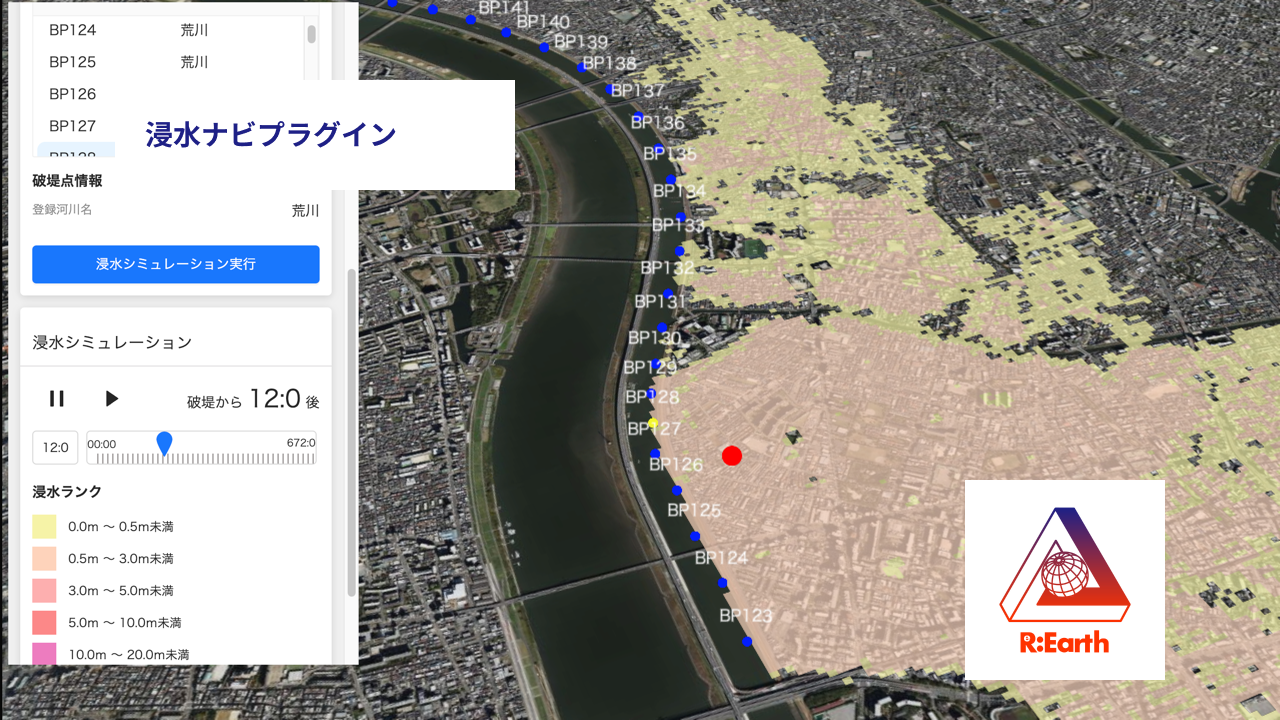 BP124 荒川
BP125 荒川
BP126
BP127
BP128
浸水ナビプラグイン
破堤点情報
登録河川名 荒川
浸水シミュレーション実行
浸水シミュレーション
破堤から 12:0 後
12:0
00:00 672:0
浸水ランク
0.0m 〜 0.5m未満
0.5m 〜 3.0m未満
3.0m 〜 5.0m未満
5.0m 〜 10.0m未満
10.0m 〜 20.0m未満
BP141
BP140
BP139
BP138
BP137
BP136
BP135
BP134
BP133
BP132
BP131
BP130
BP129
BP128
BP127
BP126
BP125
BP124
BP123
R:Earth